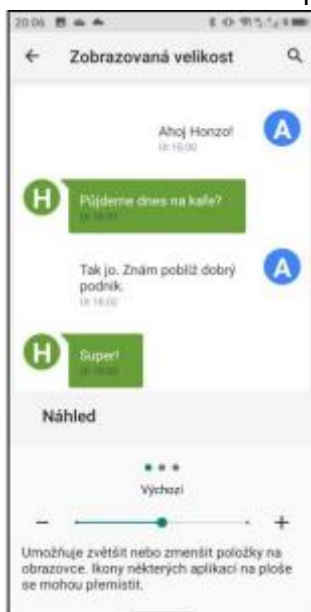 20:06
Zobrazovaná velikost
Ahoj Honzo!
A
H
Půjdeme dnes na kafe?
Tak jo. Znám poblíž dobrý
podnik.
A
H
Super!
Náhled
Výchozí
Umožňuje zvětšit nebo zmenšit položky na
obrazovce. Ikony některých aplikací na ploše
se mohou přemístit.